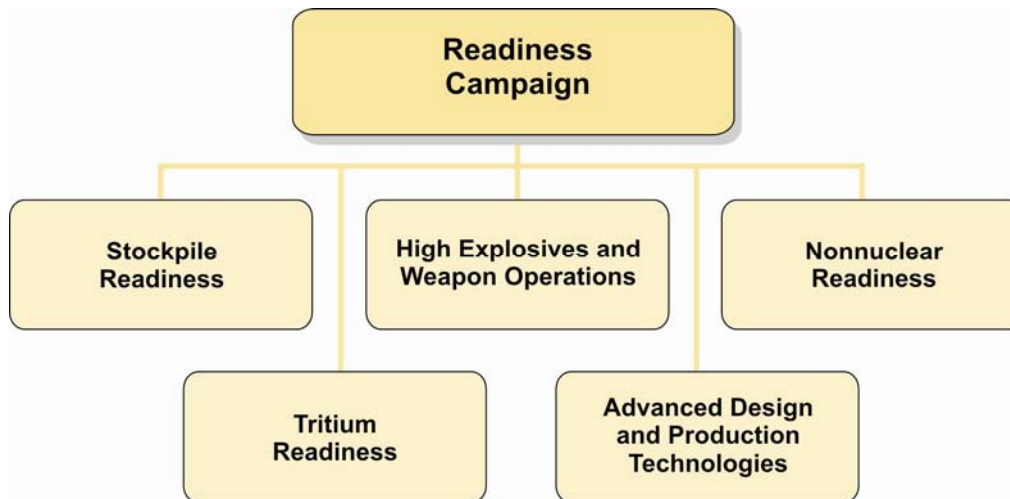 Readiness
Campaign
Stockpile
Readiness
High Explosives and
Weapon Operations
Nonnuclear
Readiness
Tritium
Readiness
Advanced Design
and Production
Technologies